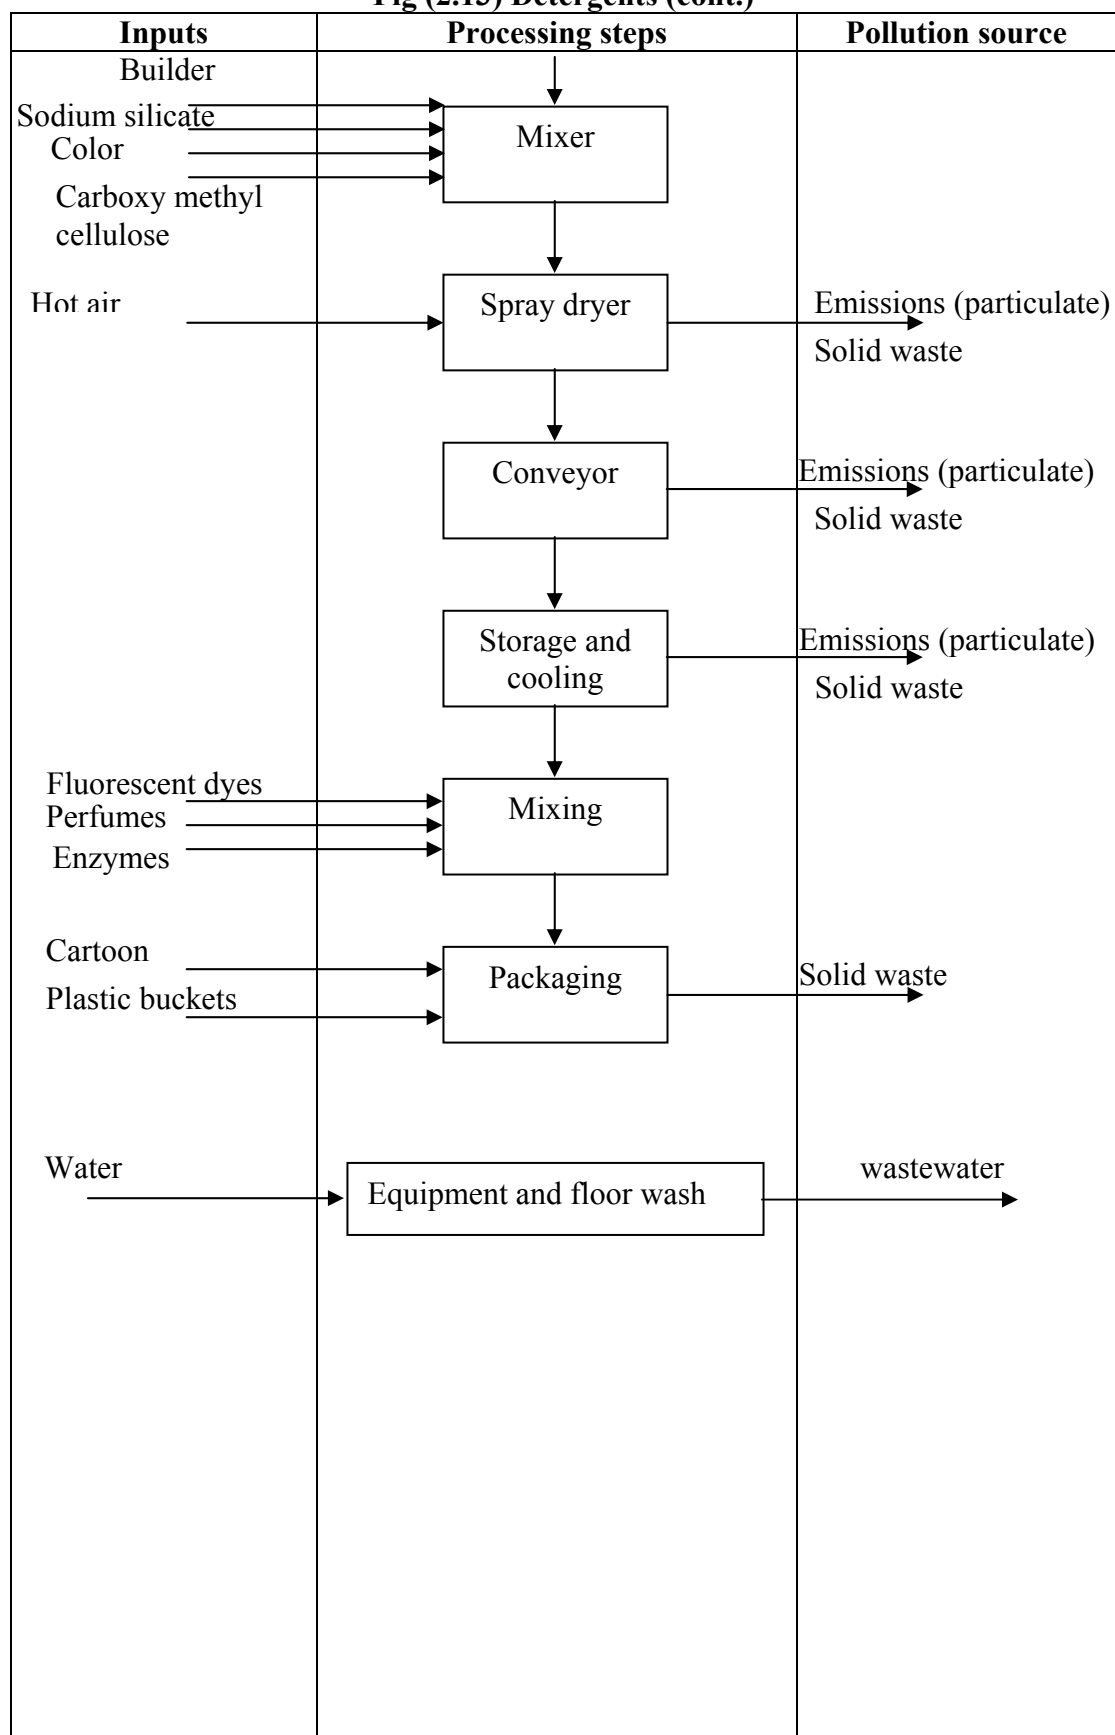 Fig (2.13) Detergents (cont.)
Inputs Processing steps Pollution source
Builder
Sodium silicate
Color
Carboxy methyl
cellulose
Mixer
Hot air
Spray dryer
Emissions (particulate)
Solid waste
Conveyor
Emissions (particulate)
Solid waste
Storage and
cooling
Emissions (particulate)
Solid waste
Fluorescent dyes
Perfumes
Enzymes
Mixing
Cartoon
Plastic buckets
Packaging
Solid waste
Water
Equipment and floor wash
wastewater